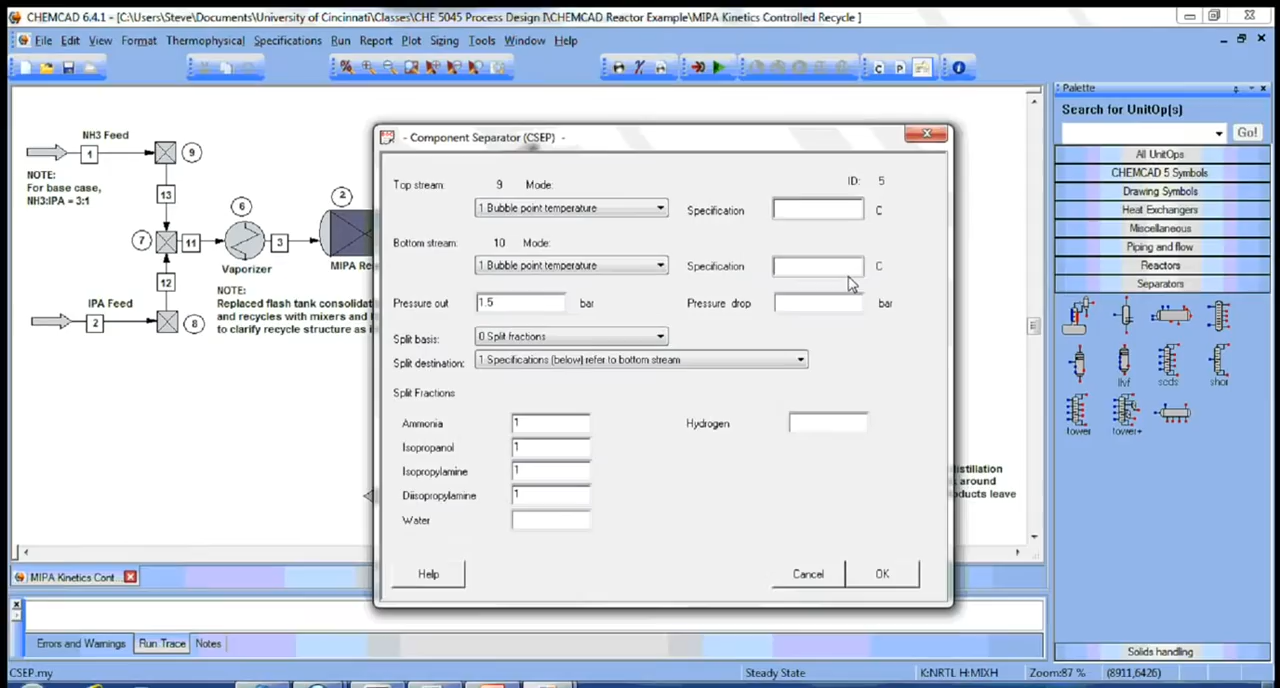 CHEMCAD 6.4.1 - [C:\Users\Steve\Documents\University of Cincinnati\Classes\CHE 5045 Process Design I\CHEMCAD Reactor Example\MIPA Kinetics Controlled Recycle ]
File Edit View Format Thermophysical Specifications Run Report Plot Sizing Tools Window Help
Palette
Search for UnitOp(s)
Go!
All UnitOps
CHEMCAD 5 Symbols
Drawing Symbols
Heat Exchangers
Miscellaneous
Piping and flow
Reactors
Separators
llvf scds shor
tower tower+
Solids handling
NH3 Feed
1
9
NOTE:
For base case,
NH3:IPA = 3:1
13
6
2
7
11
3
Vaporizer
MIPA Re
12
NOTE:
Replaced flash tank consolidat
and recycles with mixers and
to clarify recycle structure as i
IPA Feed
2
8
istillation
around
ducts leave
- Component Separator (CSEP) -
Top stream: 9 Mode: ID: 5
1 Bubble point temperature Specification C
Bottom stream: 10 Mode:
1 Bubble point temperature Specification C
Pressure out 1.5 bar Pressure drop bar
Split basis: 0 Split fractions
Split destination: 1 Specifications (below) refer to bottom stream
Split Fractions
Ammonia 1 Hydrogen
Isopropanol 1
Isopropylamine 1
Diisopropylamine 1
Water
Help Cancel OK
MIPA Kinetics Cont...
Errors and Warnings Run Trace Notes
CSEP.my Steady State K:NRTL H:MIXH Zoom:87 % (8911,6426)